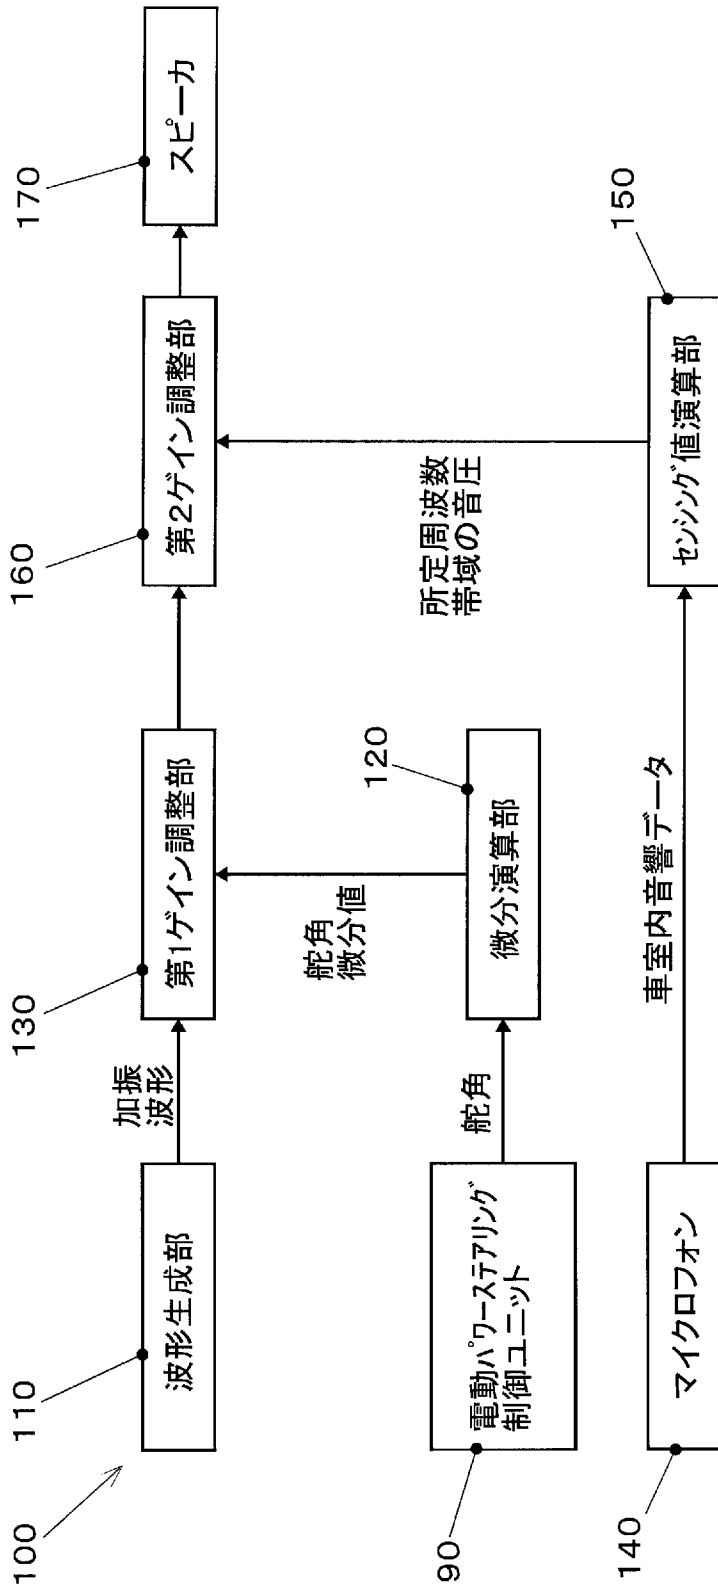 100
110
波形生成部
加振
波形
130
第1ゲイン調整部
160
第2ゲイン調整部
170
スピーカ
90
電動パワーステアリング
制御ユニット
舵角
120
微分演算部
舵角
微分値
所定周波数
帯域の音圧
140
マイクロフォン
車室内音響データ
150
センシング値演算部